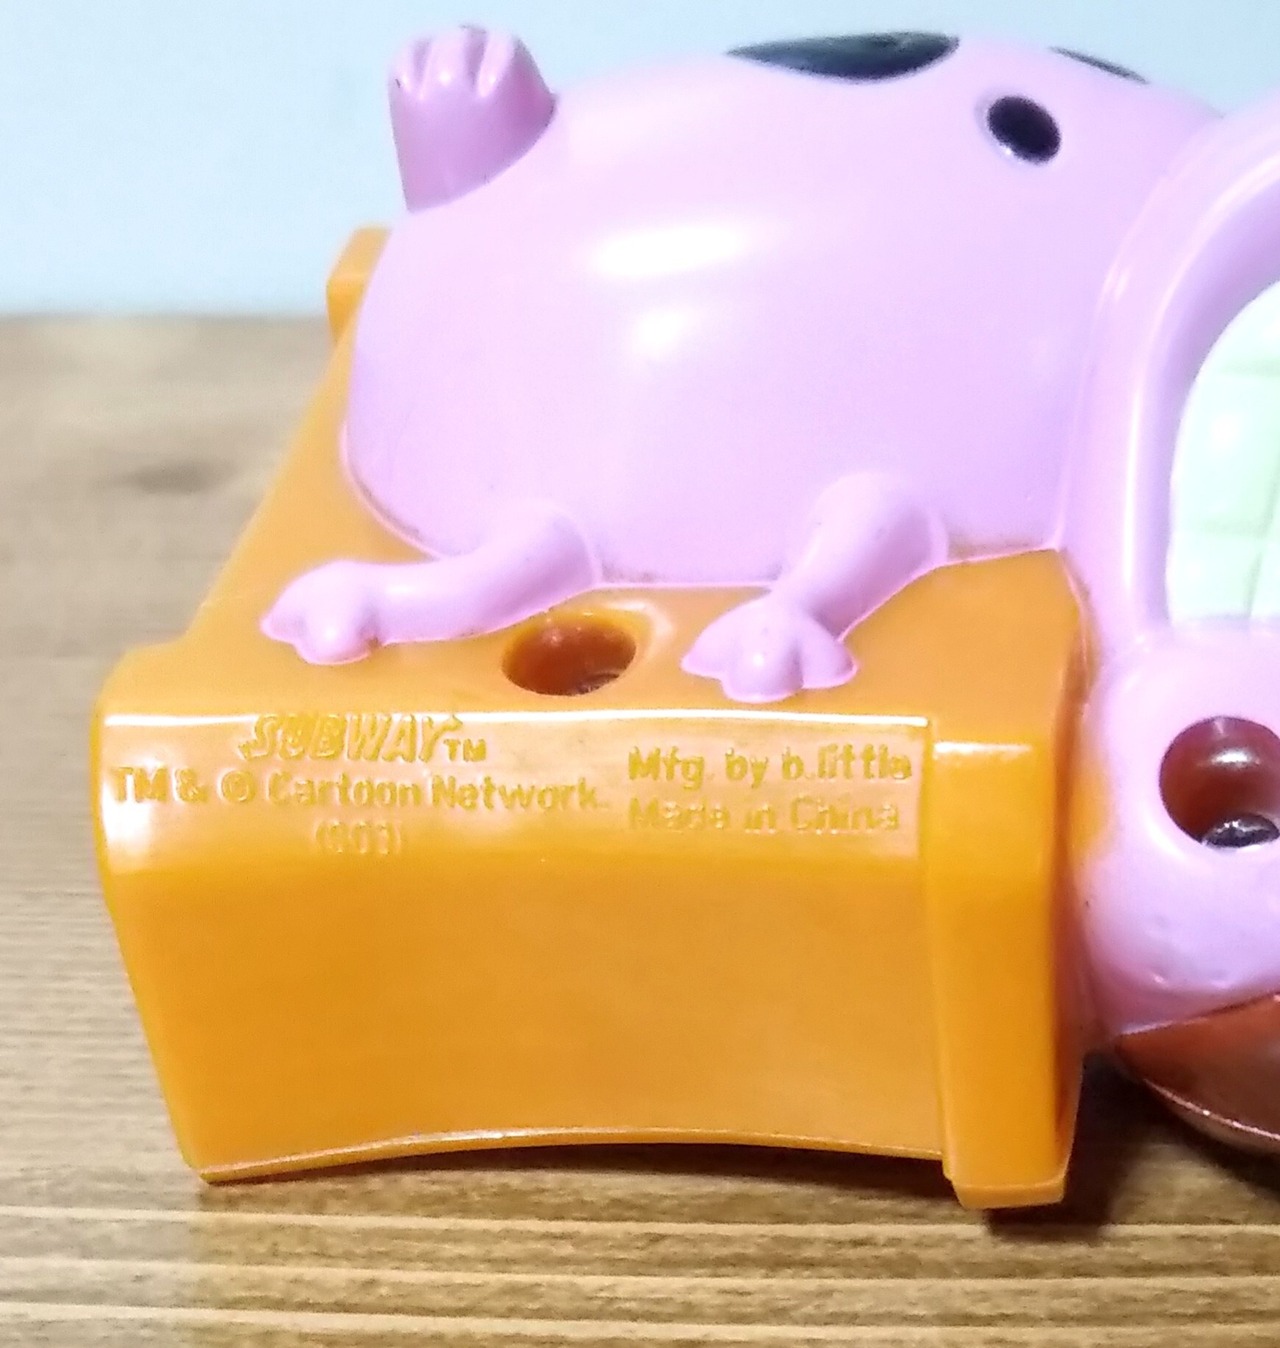 SUBWAY™
TM & © Cartoon Network.
Mfg. by b.little
Made in China